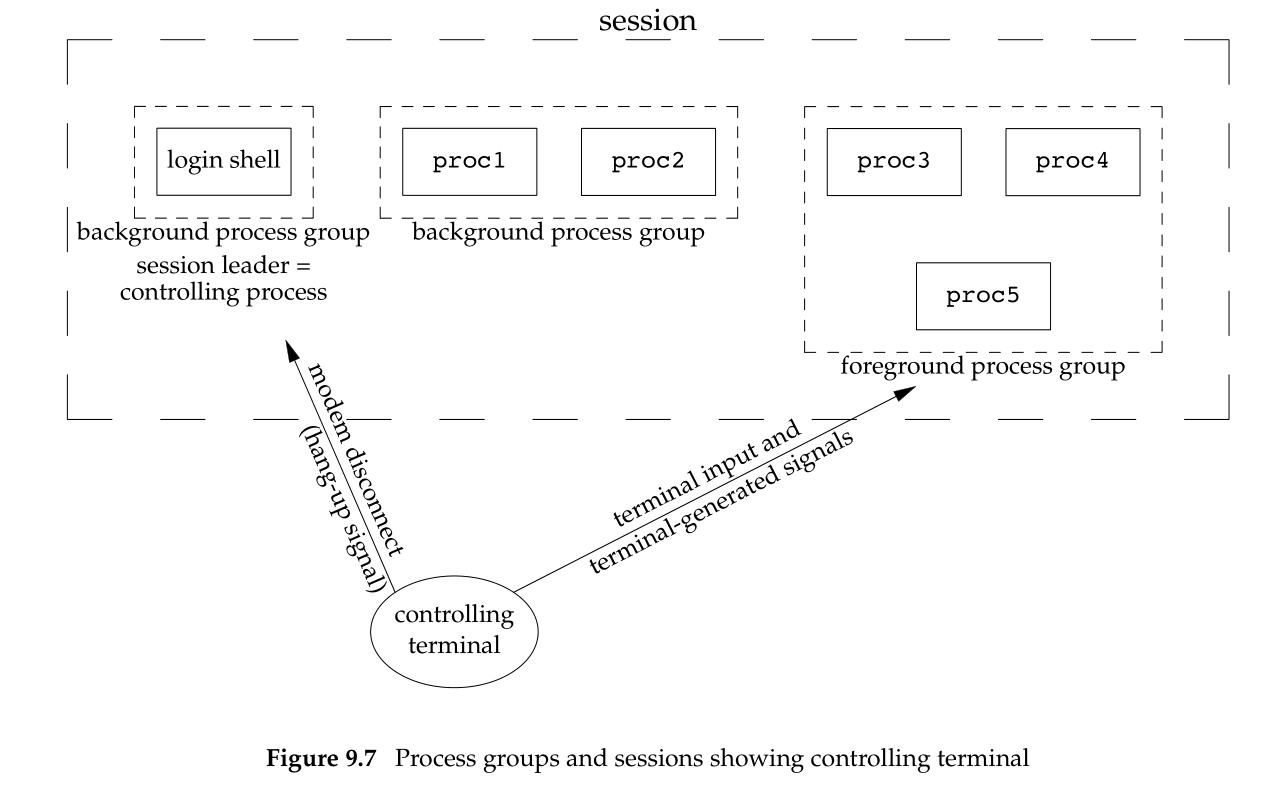 session
login shell
proc1
proc2
proc3
proc4
background process group
session leader =
controlling process
background process group
proc5
foreground process group
modem disconnect
(hang-up signal)
terminal input and
terminal-generated signals
controlling
terminal
Figure 9.7 Process groups and sessions showing controlling terminal